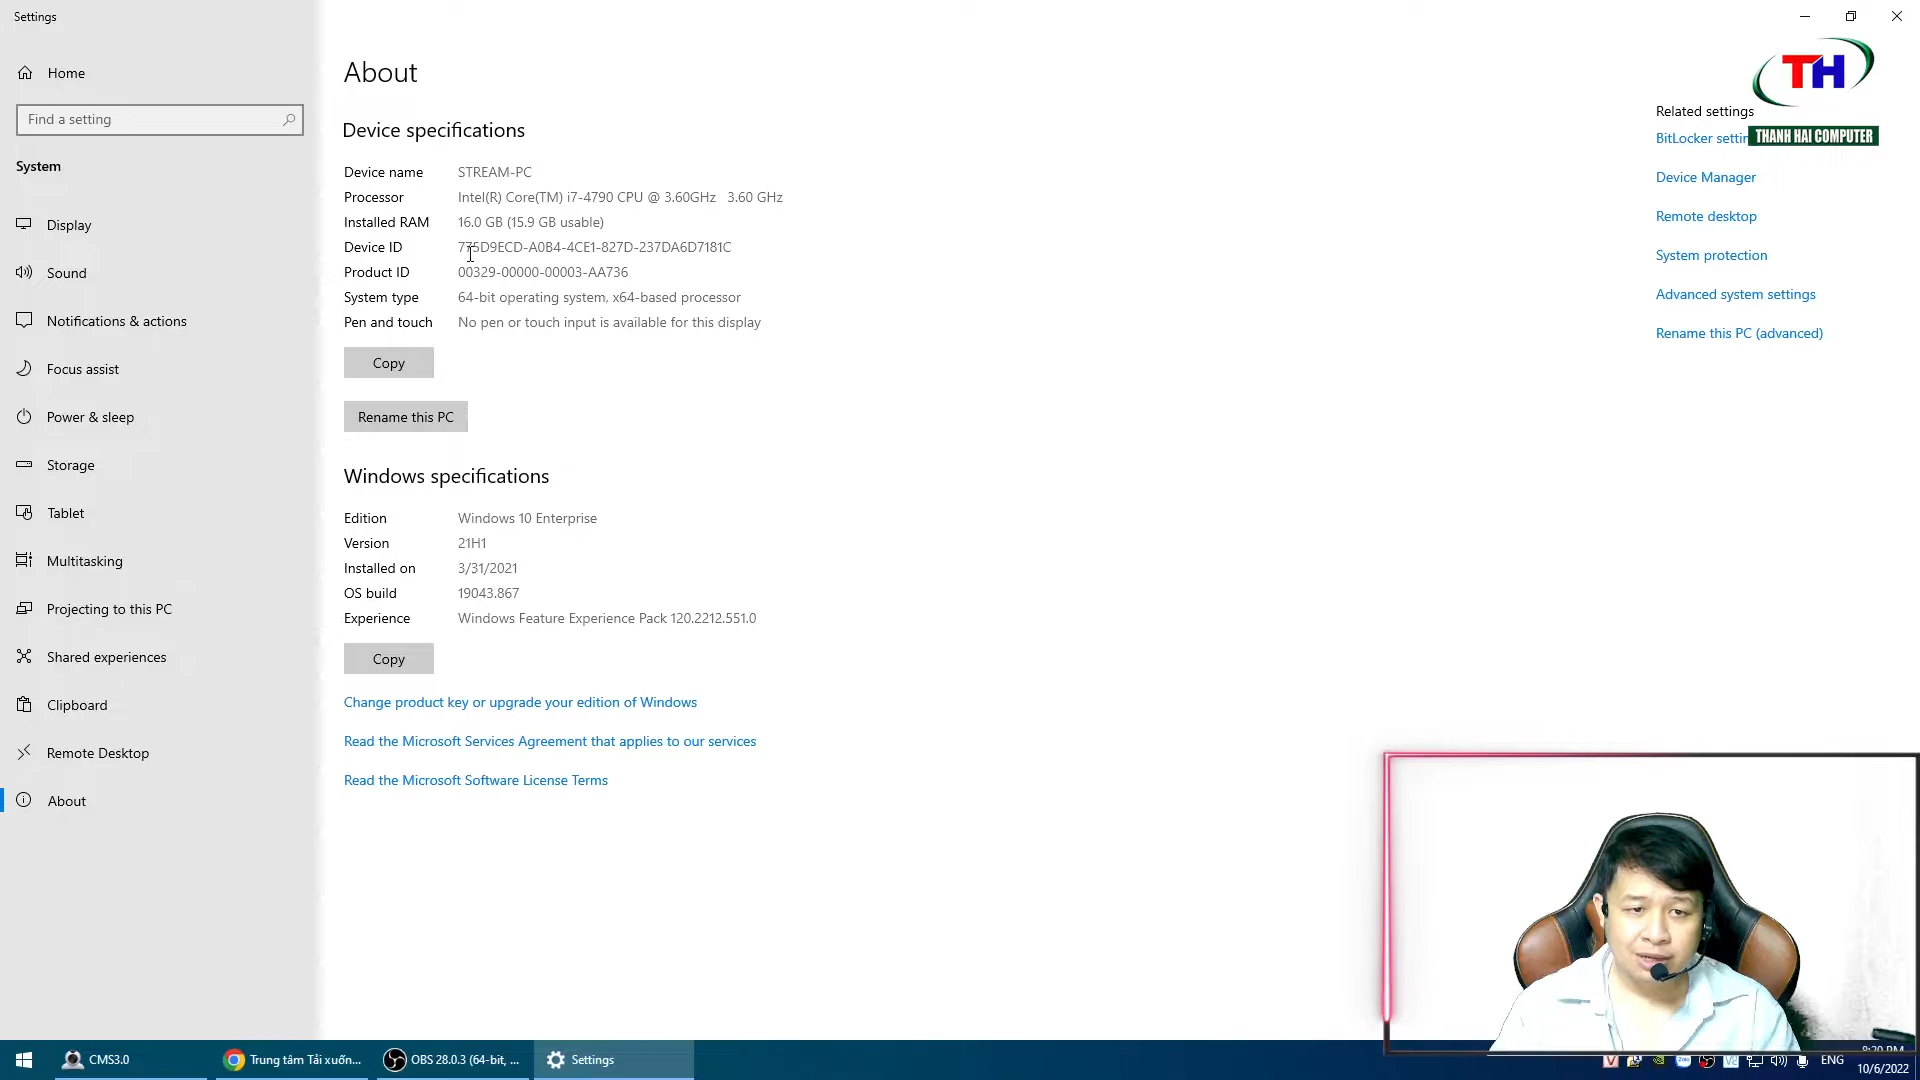 Settings
Home
Find a setting
System
Display
Sound
Notifications & actions
Focus assist
Power & sleep
Storage
Tablet
Multitasking
Projecting to this PC
Shared experiences
Clipboard
Remote Desktop
About
About
Device specifications
Device name STREAM-PC
Processor Intel(R) Core(TM) i7-4790 CPU @ 3.60GHz 3.60 GHz
Installed RAM 16.0 GB (15.9 GB usable)
Device ID 775D9ECD-A0B4-4CE1-827D-237DA6D7181C
Product ID 00329-00000-00003-AA736
System type 64-bit operating system, x64-based processor
Pen and touch No pen or touch input is available for this display
Copy
Rename this PC
Windows specifications
Edition Windows 10 Enterprise
Version 21H1
Installed on 3/31/2021
OS build 19043.867
Experience Windows Feature Experience Pack 120.2212.551.0
Copy
Change product key or upgrade your edition of Windows
Read the Microsoft Services Agreement that applies to our services
Read the Microsoft Software License Terms
TH
THANH HAI COMPUTER
Related settings
BitLocker settin
Device Manager
Remote desktop
System protection
Advanced system settings
Rename this PC (advanced)
CMS3.0
Trung tâm Tải xuốn...
OBS 28.0.3 (64-bit, ...
Settings
V
Zalo
ENG
8:20 PM
10/6/2022